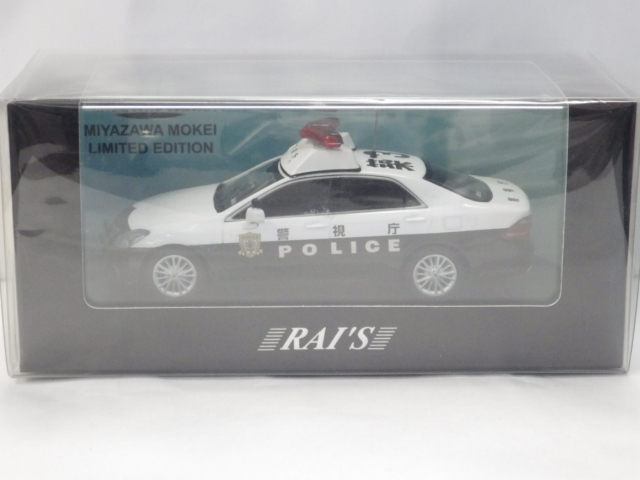 MIYAZAWA MOKEI
LIMITED EDITION
警視庁
POLICE
RAI'S